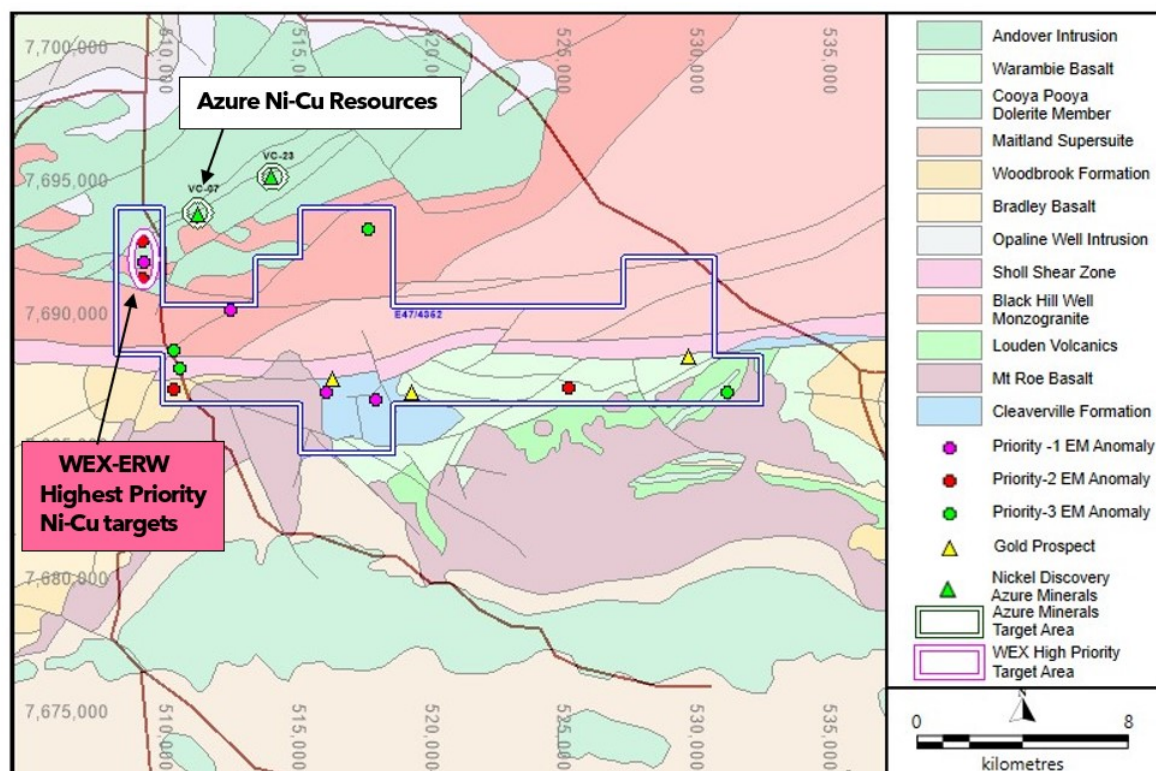 7,700,000
510,000
515,000
520,000
525,000
530,000
535,000
Azure Ni-Cu Resources
VC-23
7,695,000
VC-07
7,690,000
E47/4352
WEX-ERW
Highest Priority
Ni-Cu targets
7,680,000
7,675,000
510,000
515,000
520,000
525,000
530,000
535,000
Andover Intrusion
Warambie Basalt
Cooya Pooya
Dolerite Member
Maitland Supersuite
Woodbrook Formation
Bradley Basalt
Opaline Well Intrusion
Sholl Shear Zone
Black Hill Well
Monzogranite
Louden Volcanics
Mt Roe Basalt
Cleaverville Formation
Priority -1 EM Anomaly
Priority-2 EM Anomaly
Priority-3 EM Anomaly
Gold Prospect
Nickel Discovery
Azure Minerals
Azure Minerals
Target Area
WEX High Priority
Target Area
N
0
8
kilometres